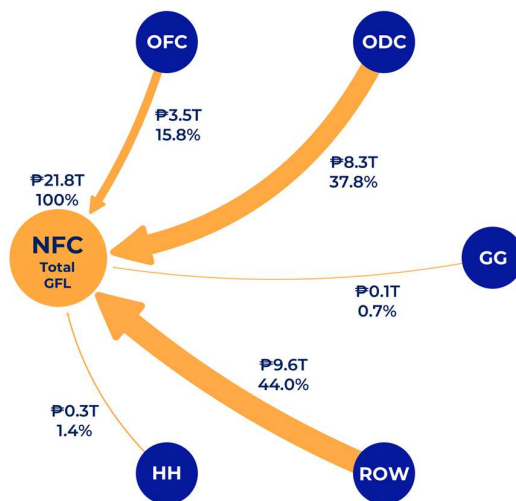 OFC
ODC
₱3.5T
15.8%
₱8.3T
37.8%
₱21.8T
100%
NFC
Total
GFL
GG
₱0.1T
0.7%
₱9.6T
44.0%
₱0.3T
1.4%
HH
ROW